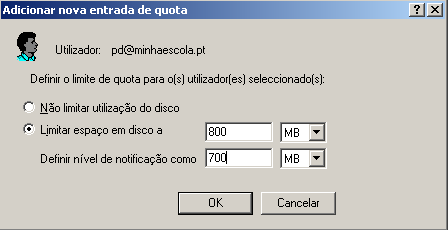 Adicionar nova entrada de quota
Utilizador: pd@minhaescola.pt
Definir o limite de quota para o(s) utilizador(es) seleccionado(s):
Não limitar utilização do disco
Limitar espaço em disco a 800 MB
Definir nível de notificação como 700 MB
OK Cancelar